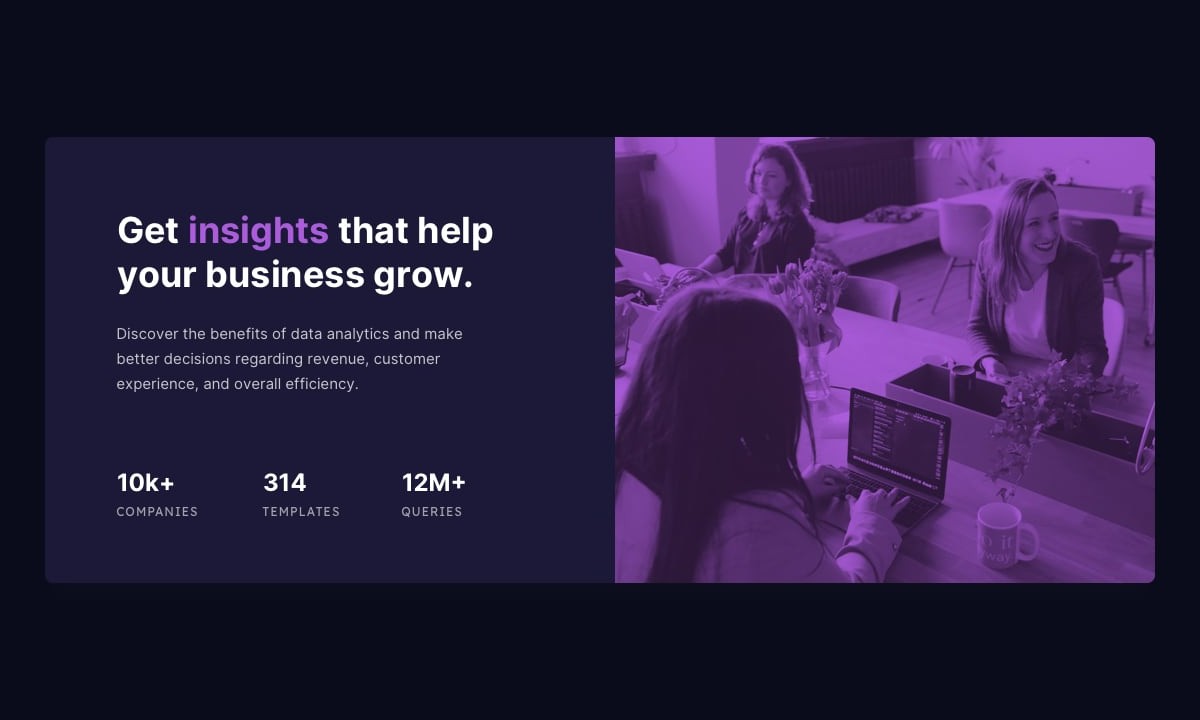 Get insights that help
your business grow.
Discover the benefits of data analytics and make
better decisions regarding revenue, customer
experience, and overall efficiency.
10k+ 314 12M+
COMPANIES TEMPLATES QUERIES